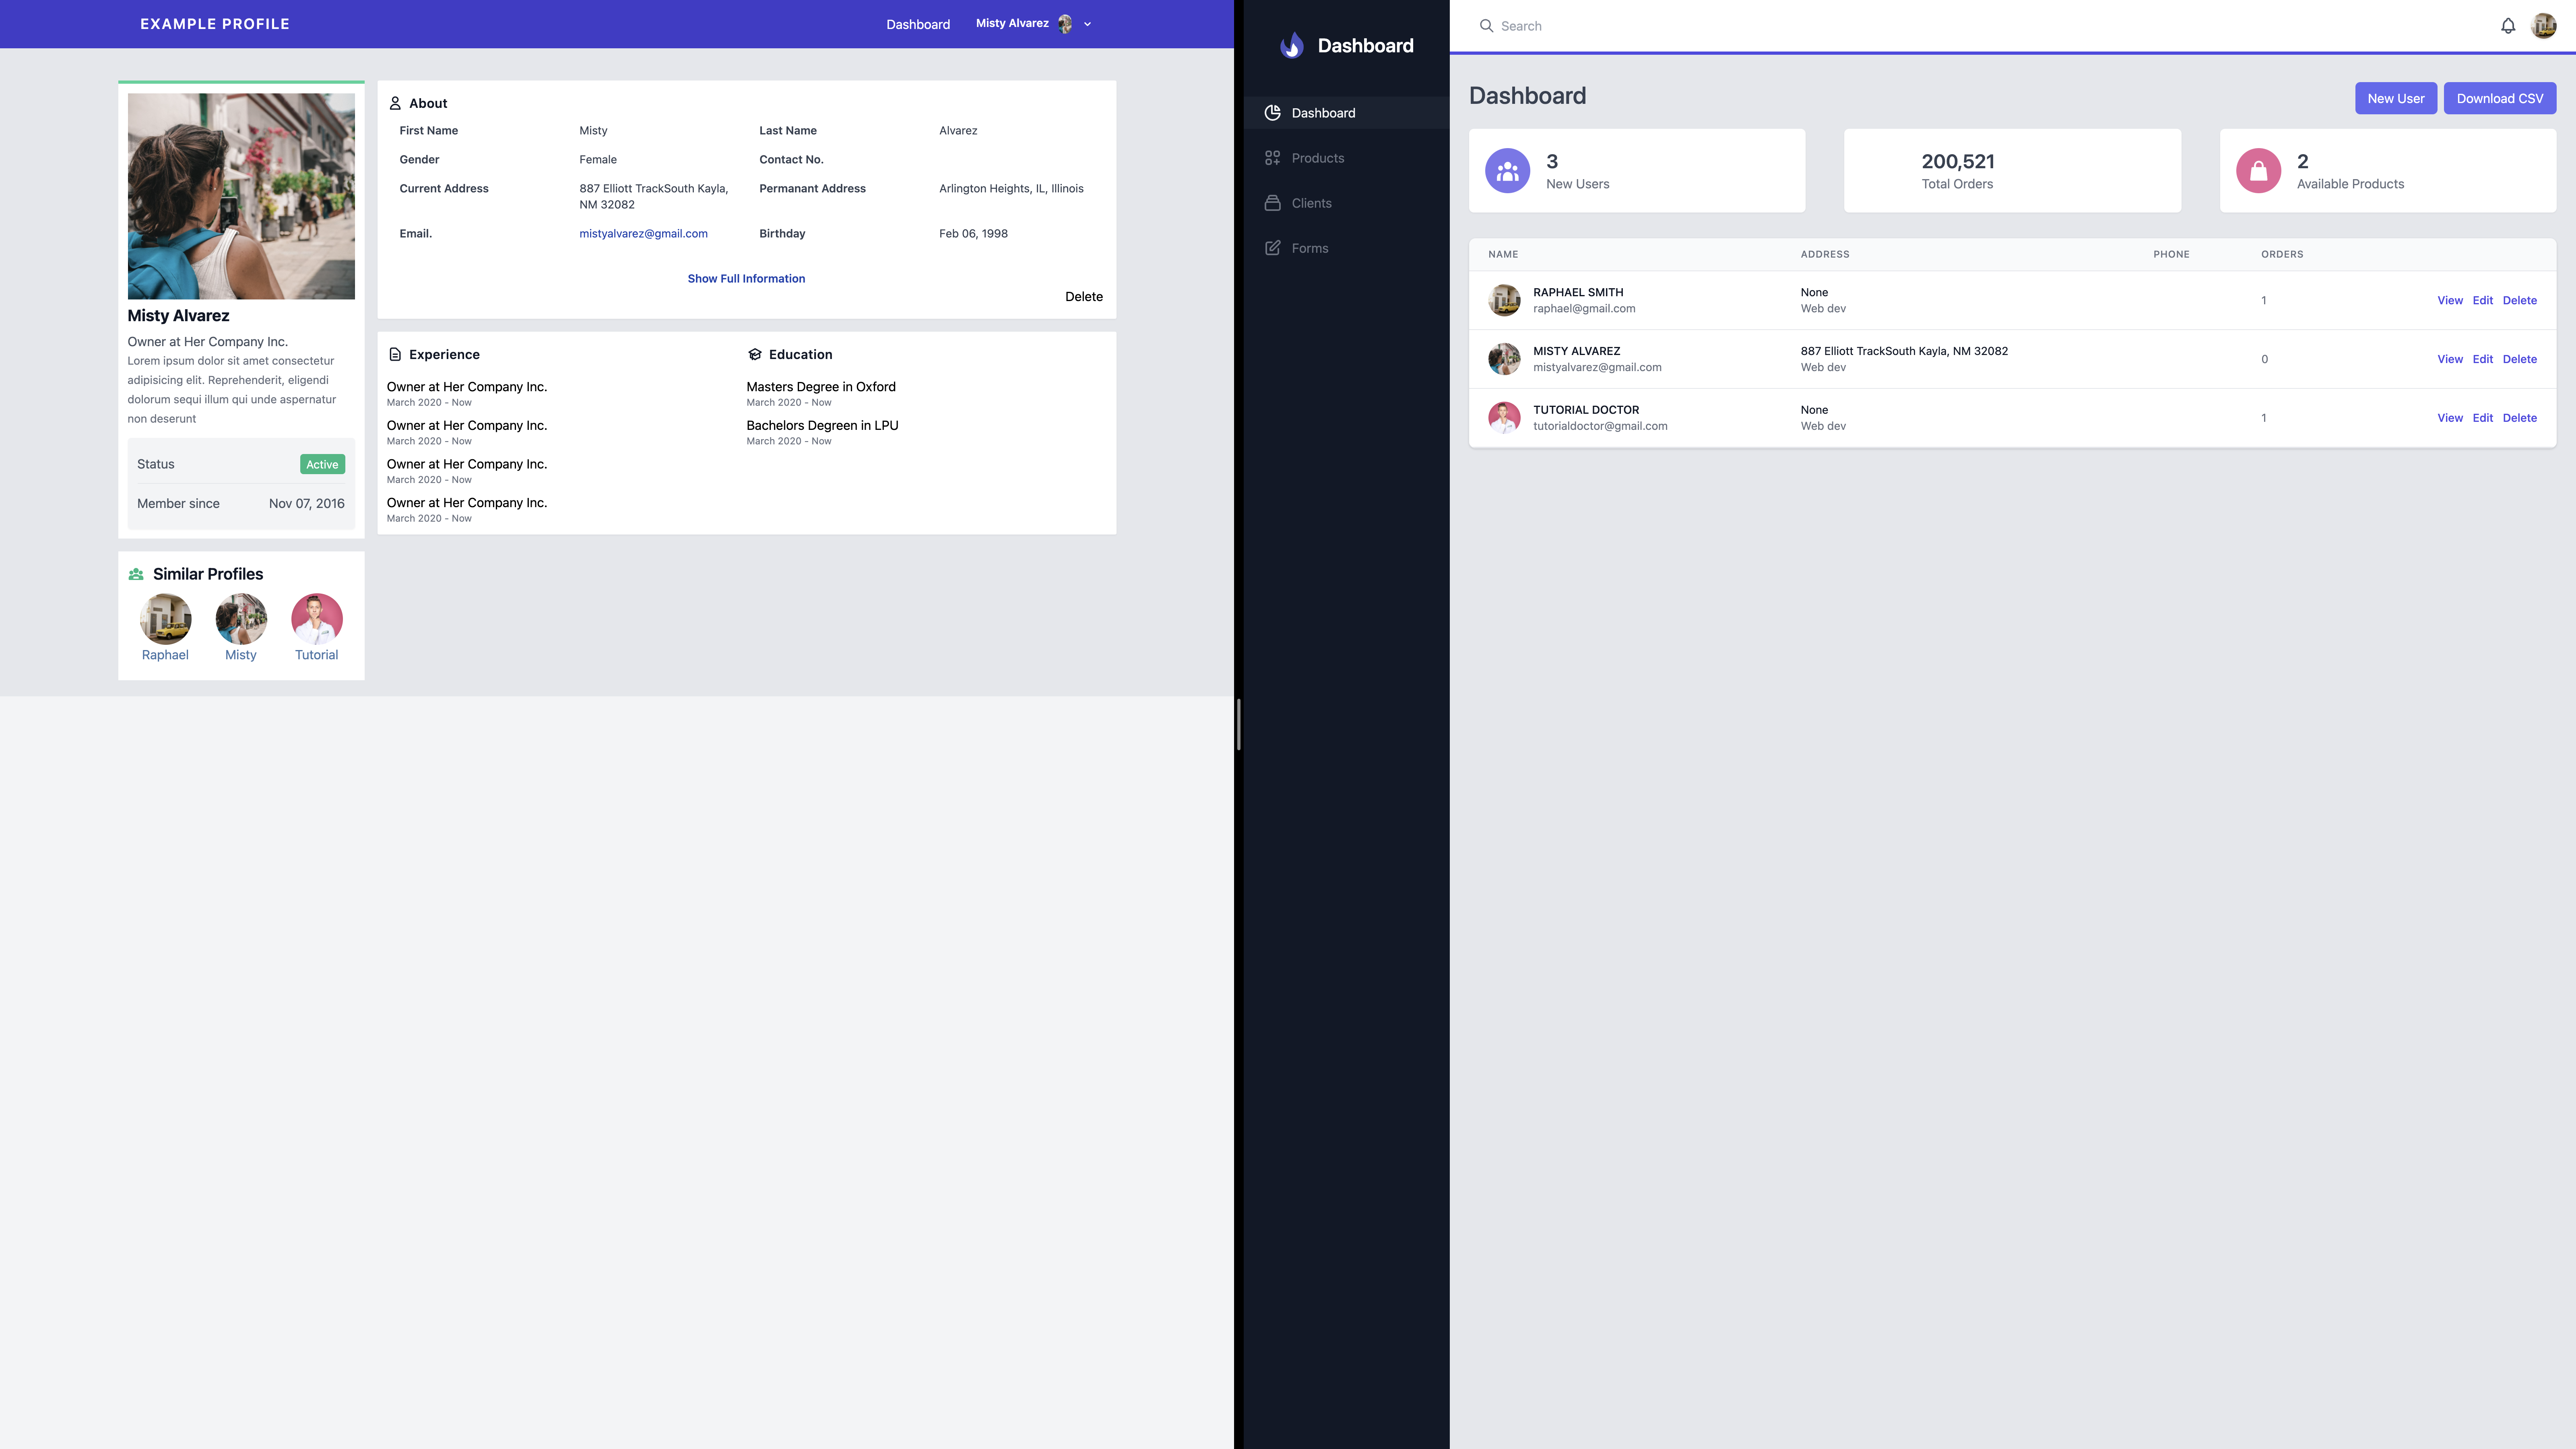 EXAMPLE PROFILE
Dashboard
Misty Alvarez
Misty Alvarez
Owner at Her Company Inc.
Lorem ipsum dolor sit amet consectetur
adipisicing elit. Reprehenderit, eligendi
dolorum sequi illum qui unde aspernatur
non deserunt
Status Active
Member since Nov 07, 2016
Similar Profiles
Raphael Misty Tutorial
About
First Name Misty Last Name Alvarez
Gender Female Contact No.
Current Address 887 Elliott TrackSouth Kayla, Permanant Address Arlington Heights, IL, Illinois
NM 32082
Email. mistyalvarez@gmail.com Birthday Feb 06, 1998
Show Full Information
Delete
Experience
Owner at Her Company Inc.
March 2020 - Now
Owner at Her Company Inc.
March 2020 - Now
Owner at Her Company Inc.
March 2020 - Now
Owner at Her Company Inc.
March 2020 - Now
Education
Masters Degree in Oxford
March 2020 - Now
Bachelors Degreen in LPU
March 2020 - Now
Dashboard
Dashboard
Products
Clients
Forms
Search
Dashboard
New User Download CSV
3
New Users
200,521
Total Orders
2
Available Products
NAME ADDRESS PHONE ORDERS
RAPHAEL SMITH None
raphael@gmail.com Web dev 1 View Edit Delete
MISTY ALVAREZ 887 Elliott TrackSouth Kayla, NM 32082
mistyalvarez@gmail.com Web dev 0 View Edit Delete
TUTORIAL DOCTOR None
tutorialdoctor@gmail.com Web dev 1 View Edit Delete